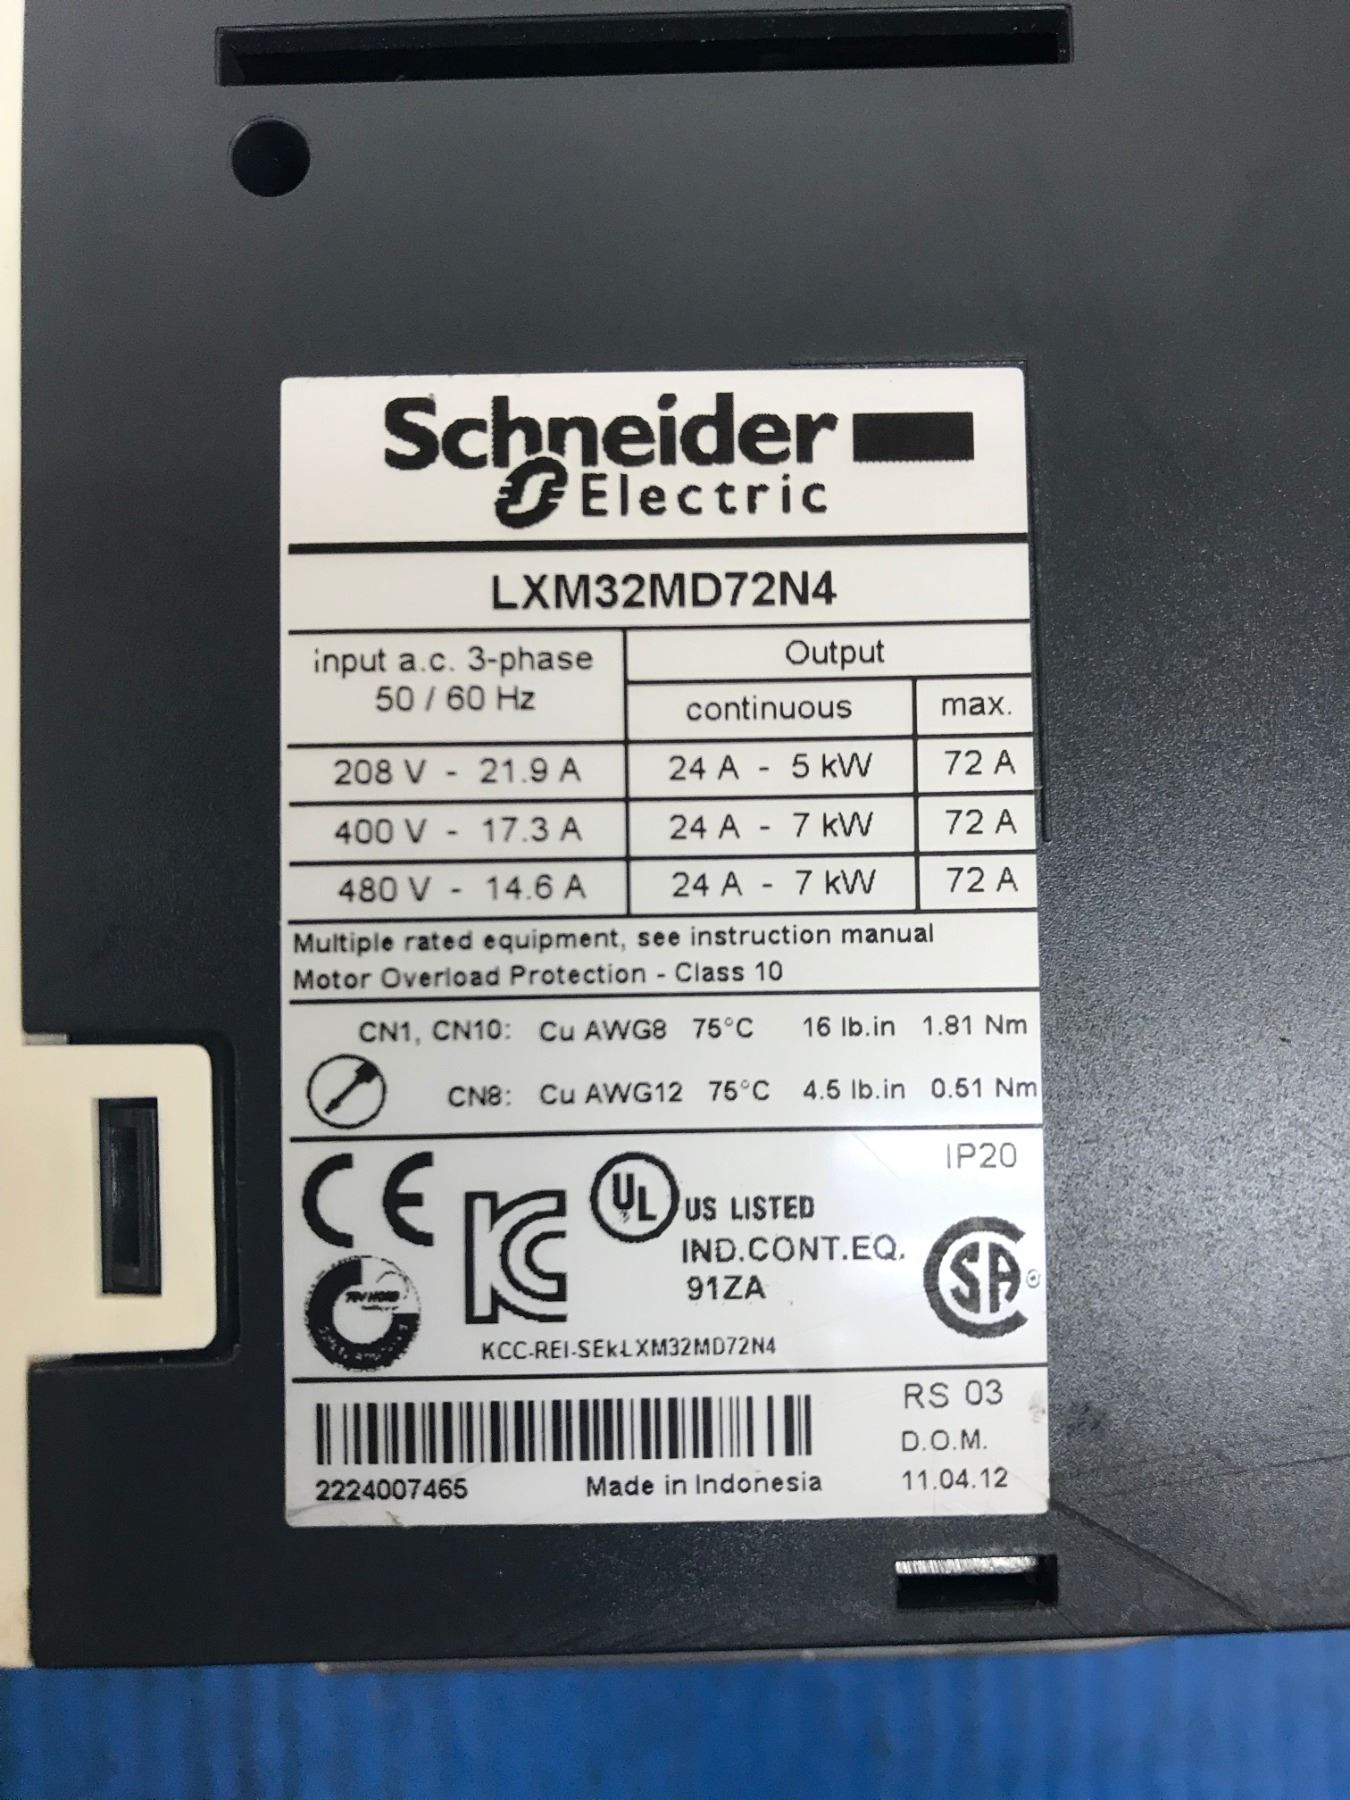 Schneider
Electric
LXM32MD72N4
input a.c. 3-phase
50 / 60 Hz
Output
continuous
max.
208 V - 21.9 A 24 A - 5 kW 72 A
400 V - 17.3 A 24 A - 7 kW 72 A
480 V - 14.6 A 24 A - 7 kW 72 A
Multiple rated equipment, see instruction manual
Motor Overload Protection - Class 10
CN1, CN10: Cu AWG8 75°C 16 lb.in 1.81 Nm
CN8: Cu AWG12 75°C 4.5 lb.in 0.51 Nm
IP20
CE
KC
UL US LISTED
IND.CONT.EQ.
91ZA
SA ®
TÜV NORD
KCC-REI-SEk-LXM32MD72N4
RS 03
D.O.M.
11.04.12
2224007465 Made in Indonesia